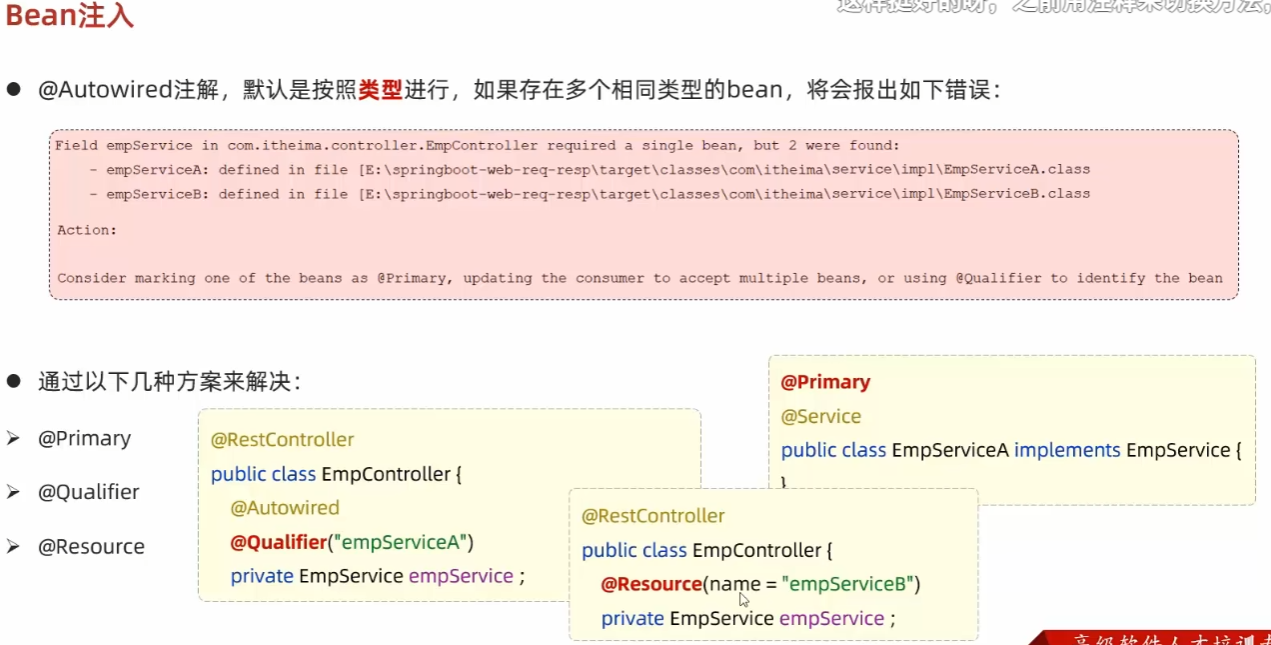 Bean注入
● @Autowired注解，默认是按照类型进行，如果存在多个相同类型的bean，将会报出如下错误：
Field empService in com.itheima.controller.EmpController required a single bean, but 2 were found:
- empServiceA: defined in file [E:\springboot-web-req-resp\target\classes\com\itheima\service\impl\EmpServiceA.class
- empServiceB: defined in file [E:\springboot-web-req-resp\target\classes\com\itheima\service\impl\EmpServiceB.class
Action:
Consider marking one of the beans as @Primary, updating the consumer to accept multiple beans, or using @Qualifier to identify the bean
● 通过以下几种方案来解决：
➢ @Primary
➢ @Qualifier
➢ @Resource
@RestController
public class EmpController {
@Autowired
@Qualifier("empServiceA")
private EmpService empService ;
@RestController
public class EmpController {
@Resource(name = "empServiceB")
private EmpService empService ;
@Primary
@Service
public class EmpServiceA implements EmpService {
}
高级软件人才培训